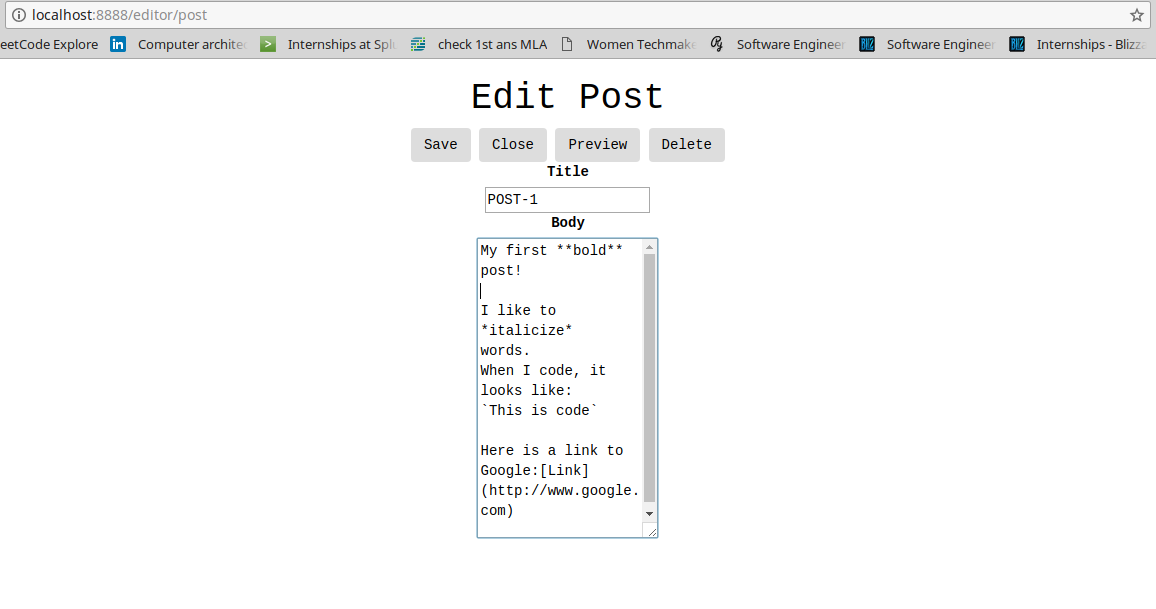 localhost:8888/editor/post
eetCode Explore Computer archite Internships at Splu check 1st ans MLA Women Techmake Software Engineer Software Engineer Internships - Blizza
Edit Post
Save Close Preview Delete
Title
POST-1
Body
My first **bold**
post!
I like to
*italicize*
words.
When I code, it
looks like:
`This is code`
Here is a link to
Google:[Link]
(http://www.google.
com)